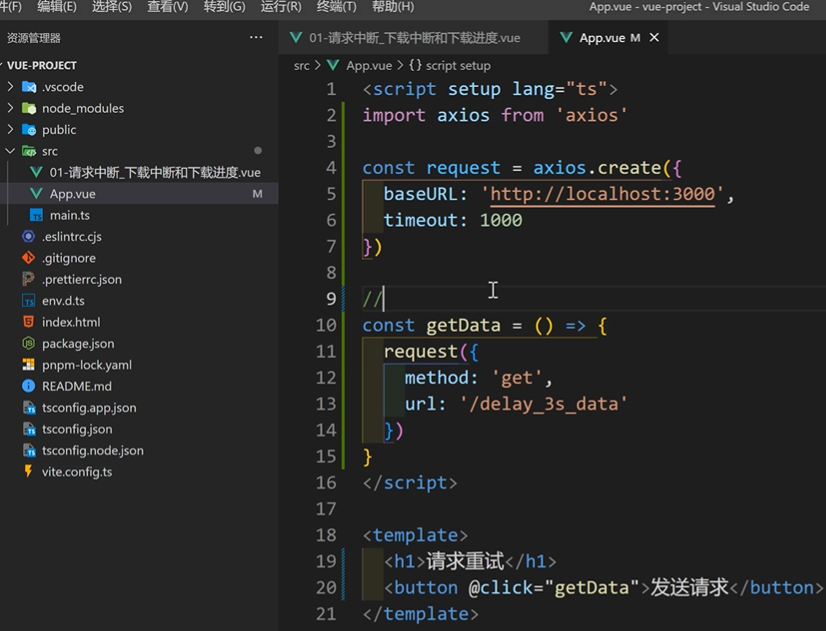 件(F) 编辑(E) 选择(S) 查看(V) 转到(G) 运行(R) 终端(T) 帮助(H) App.vue - vue-project - Visual Studio Code
资源管理器 ···
01-请求中断_下载中断和下载进度.vue
App.vue M ×
VUE-PROJECT
.vscode
node_modules
public
src
01-请求中断_下载中断和下载进度.vue
App.vue M
main.ts
.eslintrc.cjs
.gitignore
.prettierrc.json
env.d.ts
index.html
package.json
pnpm-lock.yaml
README.md
tsconfig.app.json
tsconfig.json
tsconfig.node.json
vite.config.ts
src > App.vue > {} script setup
1 <script setup lang="ts">
2 import axios from 'axios'
3
4 const request = axios.create({
5 baseURL: 'http://localhost:3000',
6 timeout: 1000
7 })
8
9 //
10 const getData = () => {
11 request({
12 method: 'get',
13 url: '/delay_3s_data'
14 })
15 }
16 </script>
17
18 <template>
19 <h1>请求重试</h1>
20 <button @click="getData">发送请求</button>
21 </template>